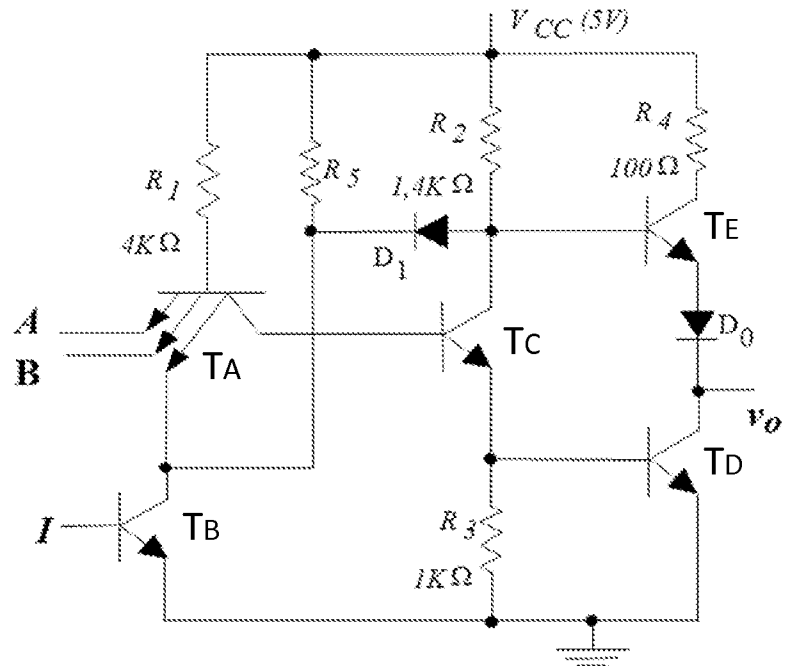 V CC (5V)
R 1
4K Ω
R 5
R 2
1,4K Ω
R 4
100 Ω
D 1
TE
A
B
TA
TC
D 0
v o
I
TB
R 3
1K Ω
TD